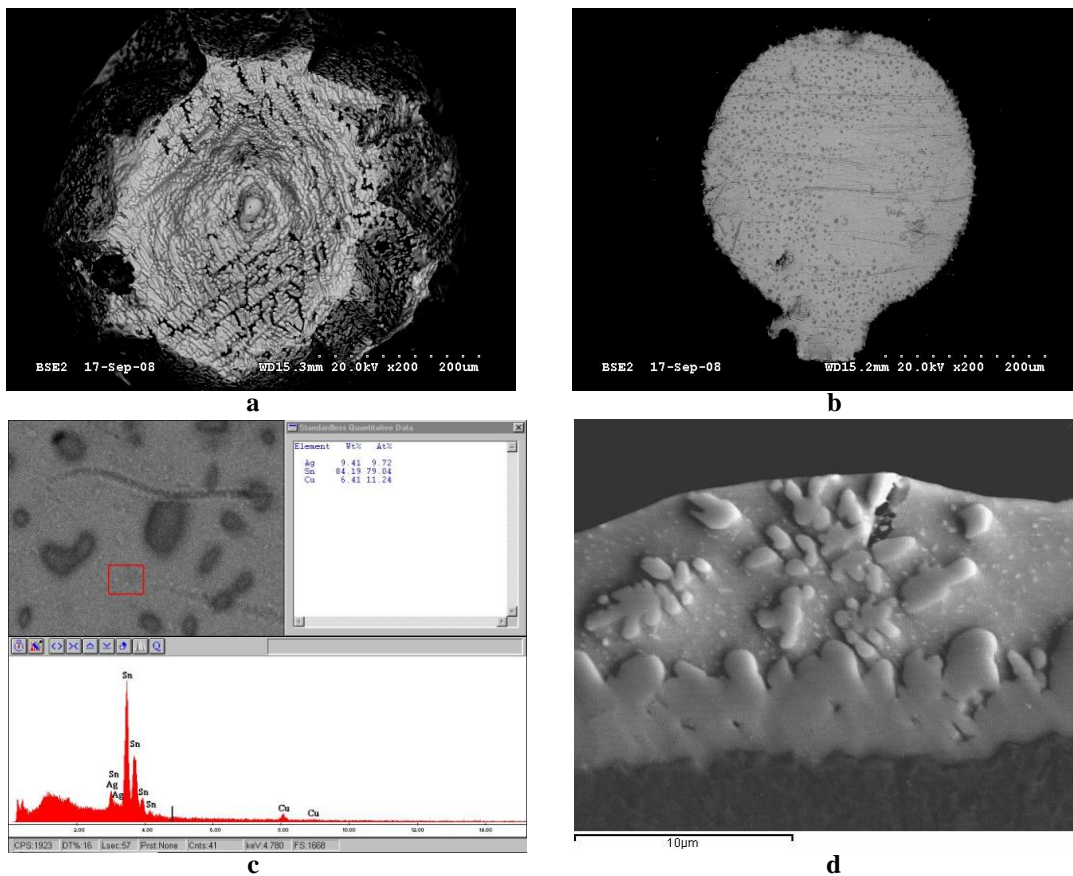 BSE2 17-Sep-08 WD15.3mm 20.0kV x200 200um
a
BSE2 17-Sep-08 WD15.2mm 20.0kV x200 200um
b
Standardless Quantitative Data
Element Wt% At%
Ag 9.41 9.72
Sn 84.19 79.04
Cu 6.41 11.24
Q
Sn
Sn
Sn
Ag
Ag
Sn
Sn
Cu
Cu
2.00 4.00 6.00 8.00 10.00 12.00 14.00
CPS:1923 DT%:16 Lsec:57 Prst:None Cnts:41 keV:4.780 FS:1668
c
10µm
d